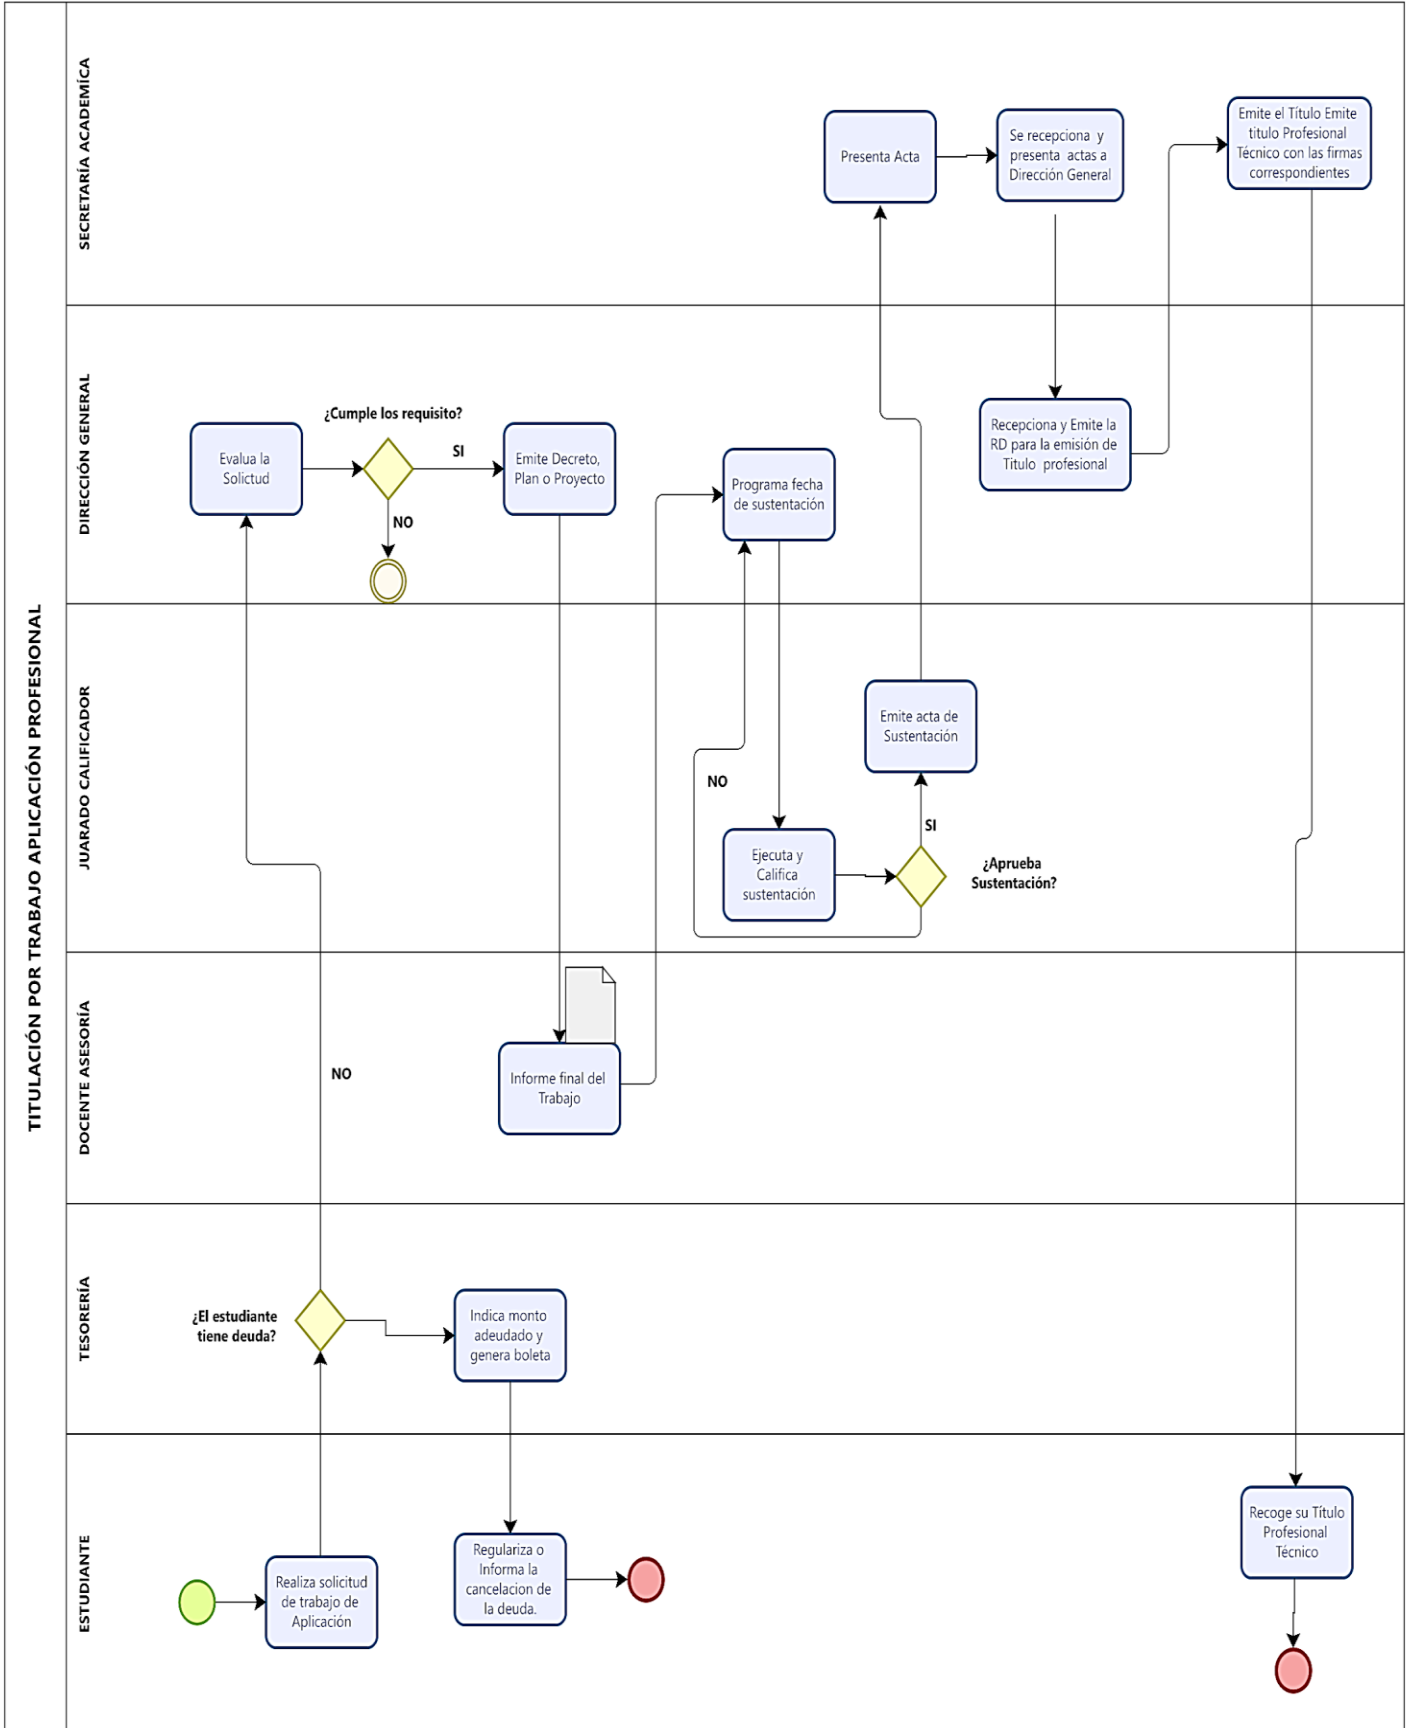 TITULACIÓN POR TRABAJO APLICACIÓN PROFESIONAL
SECRETARÍA ACADEMÍCA
Presenta Acta
Se recepciona y
presenta actas a
Dirección General
Emite el Título Emite
titulo Profesional
Técnico con las firmas
correspondientes
DIRECCIÓN GENERAL
Evalua la
Solictud
¿Cumple los requisito?
SI
NO
Emite Decreto,
Plan o Proyecto
Programa fecha
de sustentación
Recepciona y Emite la
RD para la emisión de
Titulo profesional
JUARADO CALIFICADOR
Emite acta de
Sustentación
NO
SI
Ejecuta y
Califica
sustentación
¿Aprueba
Sustentación?
DOCENTE ASESORÍA
NO
Informe final del
Trabajo
TESORERÍA
¿El estudiante
tiene deuda?
Indica monto
adeudado y
genera boleta
ESTUDIANTE
Realiza solicitud
de trabajo de
Aplicación
Regulariza o
Informa la
cancelacion de
la deuda.
Recoge su Título
Profesional
Técnico